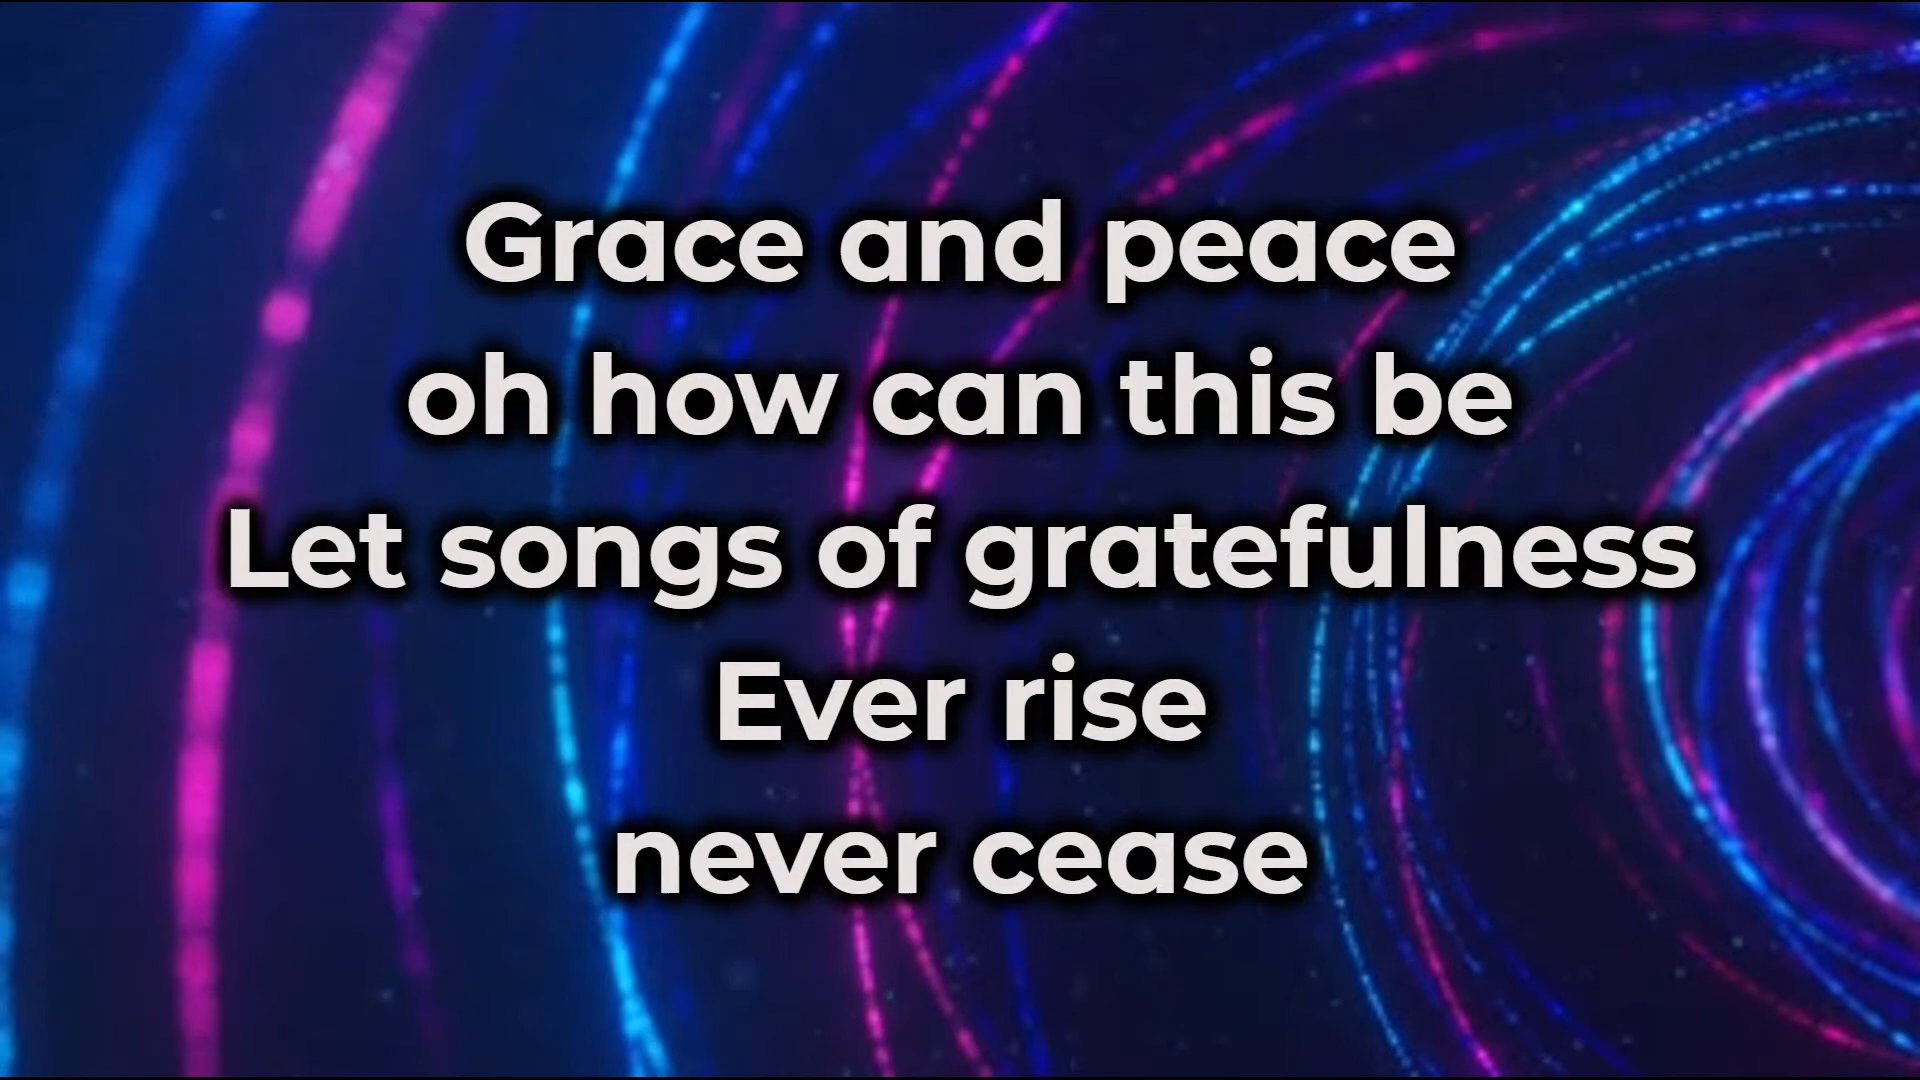 Grace and peace
oh how can this be
Let songs of gratefulness
Ever rise
never cease